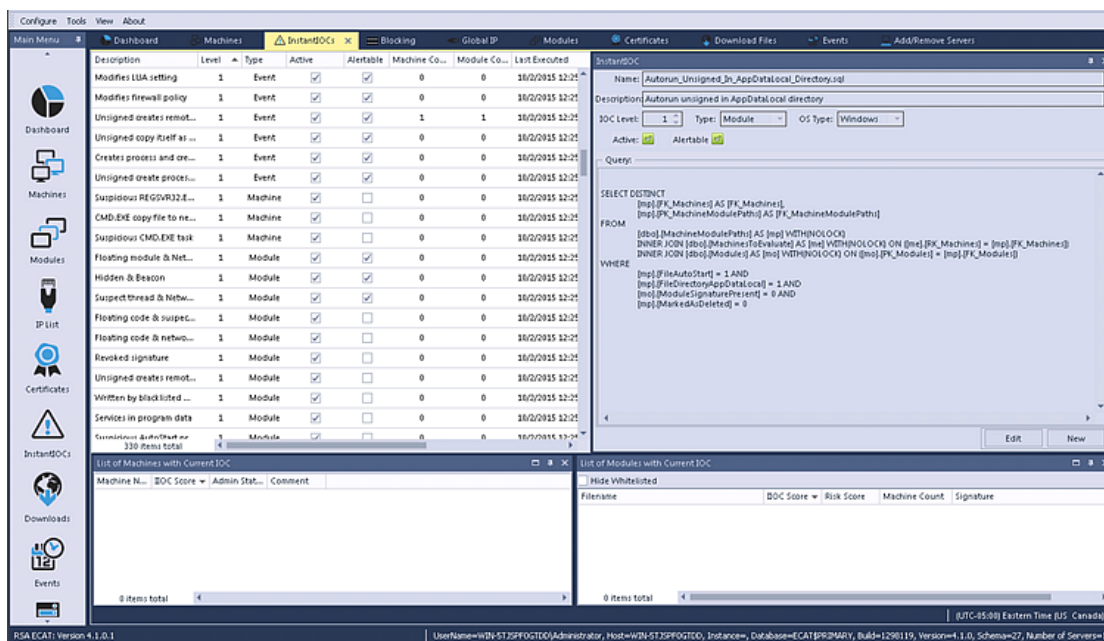 Configure Tools View About
Main Menu
Dashboard Machines InstantIOCs Blocking Global IP Modules Certificates Download Files Events Add/Remove Servers
Dashboard
Machines
Modules
IP List
Certificates
InstantIOCs
Downloads
Events
Description Level Type Active Alertable Machine Co... Module Co... Last Executed
Modifies LUA setting 1 Event 0 0 10/2/2015 12:25
Modifies firewall policy 1 Event 0 0 10/2/2015 12:25
Unsigned creates remot... 1 Event 1 1 10/2/2015 12:25
Unsigned copy itself as ... 1 Event 0 0 10/2/2015 12:25
Creates process and cre... 1 Event 0 0 10/2/2015 12:25
Unsigned create proces... 1 Event 0 0 10/2/2015 12:25
Suspicious REGSVR32.E... 1 Machine 0 0 10/2/2015 12:25
CMD.EXE copy file to ne... 1 Machine 0 0 10/2/2015 12:25
Suspicious CMD.EXE task 1 Machine 0 0 10/2/2015 12:25
Floating module & Net... 1 Module 0 0 10/2/2015 12:25
Hidden & Beacon 1 Module 0 0 10/2/2015 12:25
Suspect thread & Netw... 1 Module 0 0 10/2/2015 12:25
Floating code & suspec... 1 Module 0 0 10/2/2015 12:25
Floating code & netwo... 1 Module 0 0 10/2/2015 12:25
Revoked signature 1 Module 0 0 10/2/2015 12:25
Unsigned creates remot... 1 Module 0 0 10/2/2015 12:25
Written by blacklisted ... 1 Module 0 0 10/2/2015 12:25
Services in program data 1 Module 0 0 10/2/2015 12:25
Suspicious AutoStart pr... 1 Module 0 0 10/2/2015 12:25
330 items total
InstantIOC
Name: Autorun_Unsigned_In_AppDataLocal_Directory.sql
Description: Autorun unsigned in AppDataLocal directory
IOC Level: 1 Type: Module OS Type: Windows
Active: Alertable
Query:
SELECT DISTINCT
[mp].[FK_Machines] AS [FK_Machines],
[mp].[PK_MachineModulePaths] AS [FK_MachineModulePaths]
FROM
[dbo].[MachineModulePaths] AS [mp] WITH(NOLOCK)
INNER JOIN [dbo].[MachinesToEvaluate] AS [me] WITH(NOLOCK) ON ([me].[RK_Machines] = [mp].[FK_Machines])
INNER JOIN [dbo].[Modules] AS [mo] WITH(NOLOCK) ON ([mo].[PK_Modules] = [mp].[FK_Modules])
WHERE
[mp].[FileAutoStart] = 1 AND
[mp].[FileDirectoryAppDataLocal] = 1 AND
[mo].[ModuleSignaturePresent] = 0 AND
[mp].[MarkedAsDeleted] = 0
Edit New
List of Machines with Current IOC
Machine N... IIOC Score Admin Stat... Comment
0 items total
List of Modules with Current IOC
Hide Whitelisted
Filename IIOC Score Risk Score Machine Count Signature
0 items total
(UTC-05:00) Eastern Time (US Canada)
RSA ECAT: Version 4.1.0.1
UserName=WIN-5TJSPF0GTDD\Administrator, Host=WIN-5TJSPF0GTDD, Instance=, Database=ECAT$PRIMARY, Build=1298119, Version=4.1.0, Schema=27, Number of Servers=